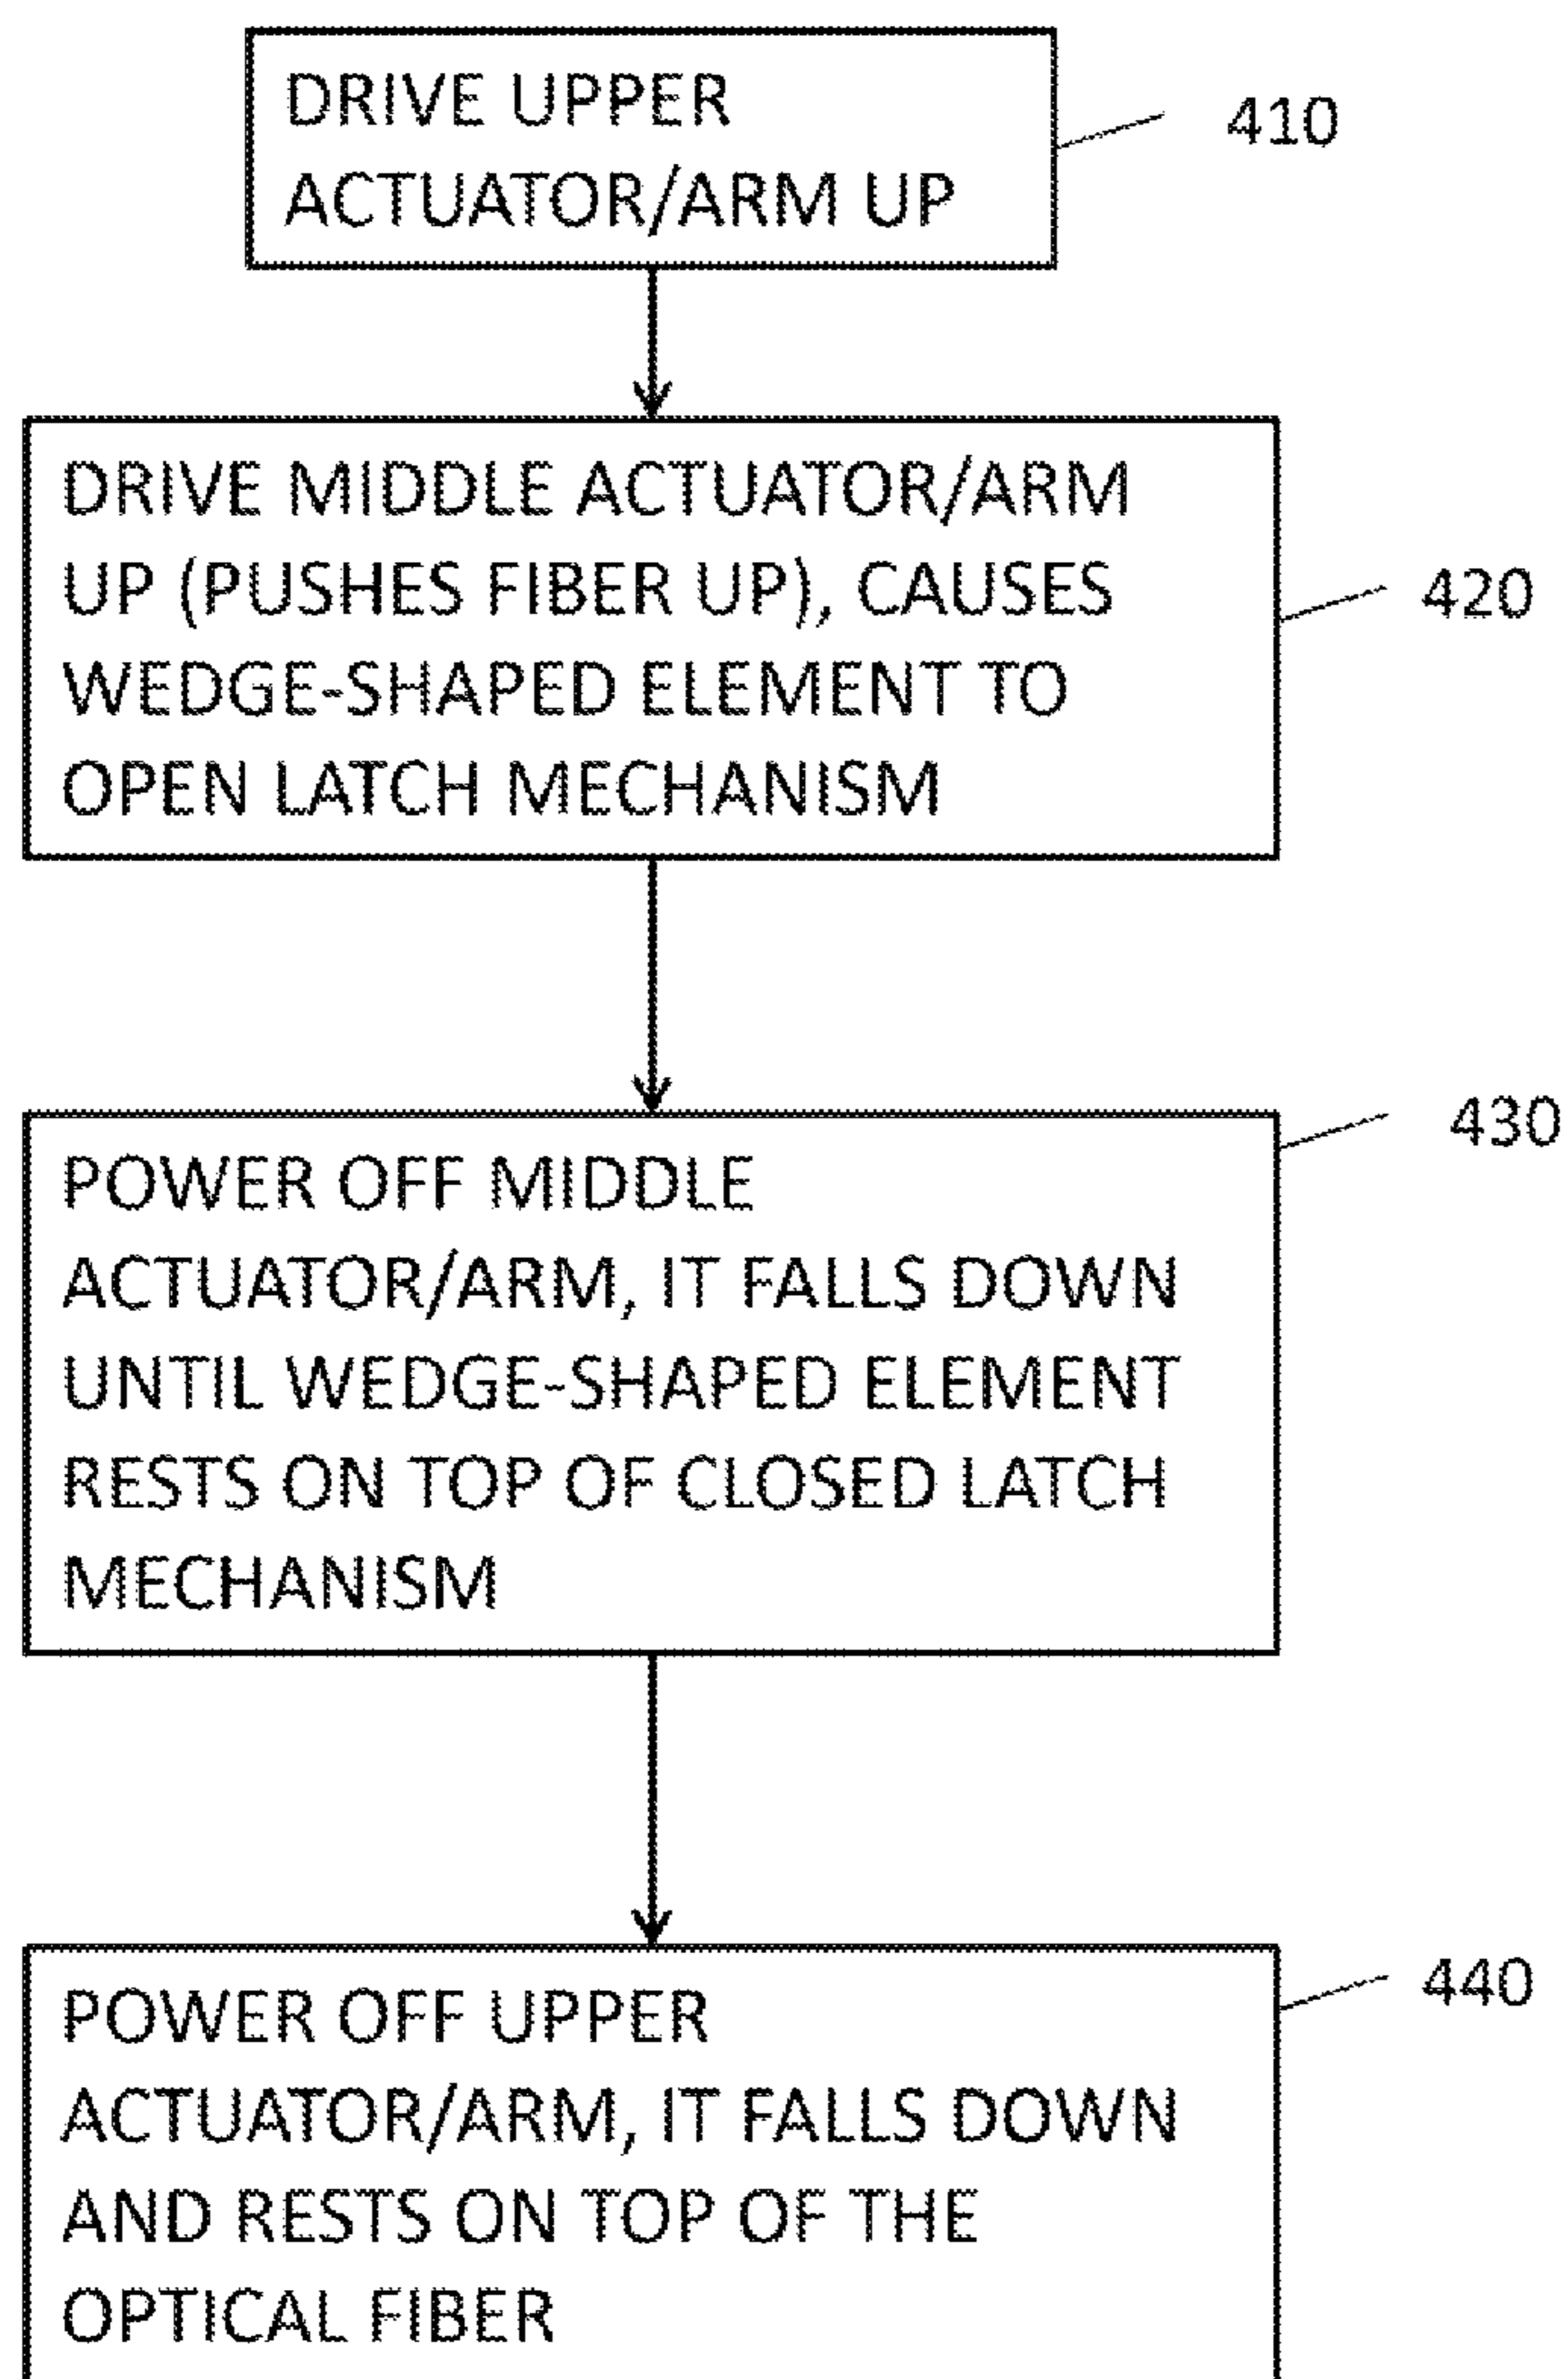 DRIVE UPPER
ACTUATOR/ARM UP
410
DRIVE MIDDLE ACTUATOR/ARM
UP (PUSHES FIBER UP), CAUSES
WEDGE-SHAPED ELEMENT TO
OPEN LATCH MECHANISM
420
POWER OFF MIDDLE
ACTUATOR/ARM, IT FALLS DOWN
UNTIL WEDGE-SHAPED ELEMENT
RESTS ON TOP OF CLOSED LATCH
MECHANISM
430
POWER OFF UPPER
ACTUATOR/ARM, IT FALLS DOWN
AND RESTS ON TOP OF THE
OPTICAL FIBER
440